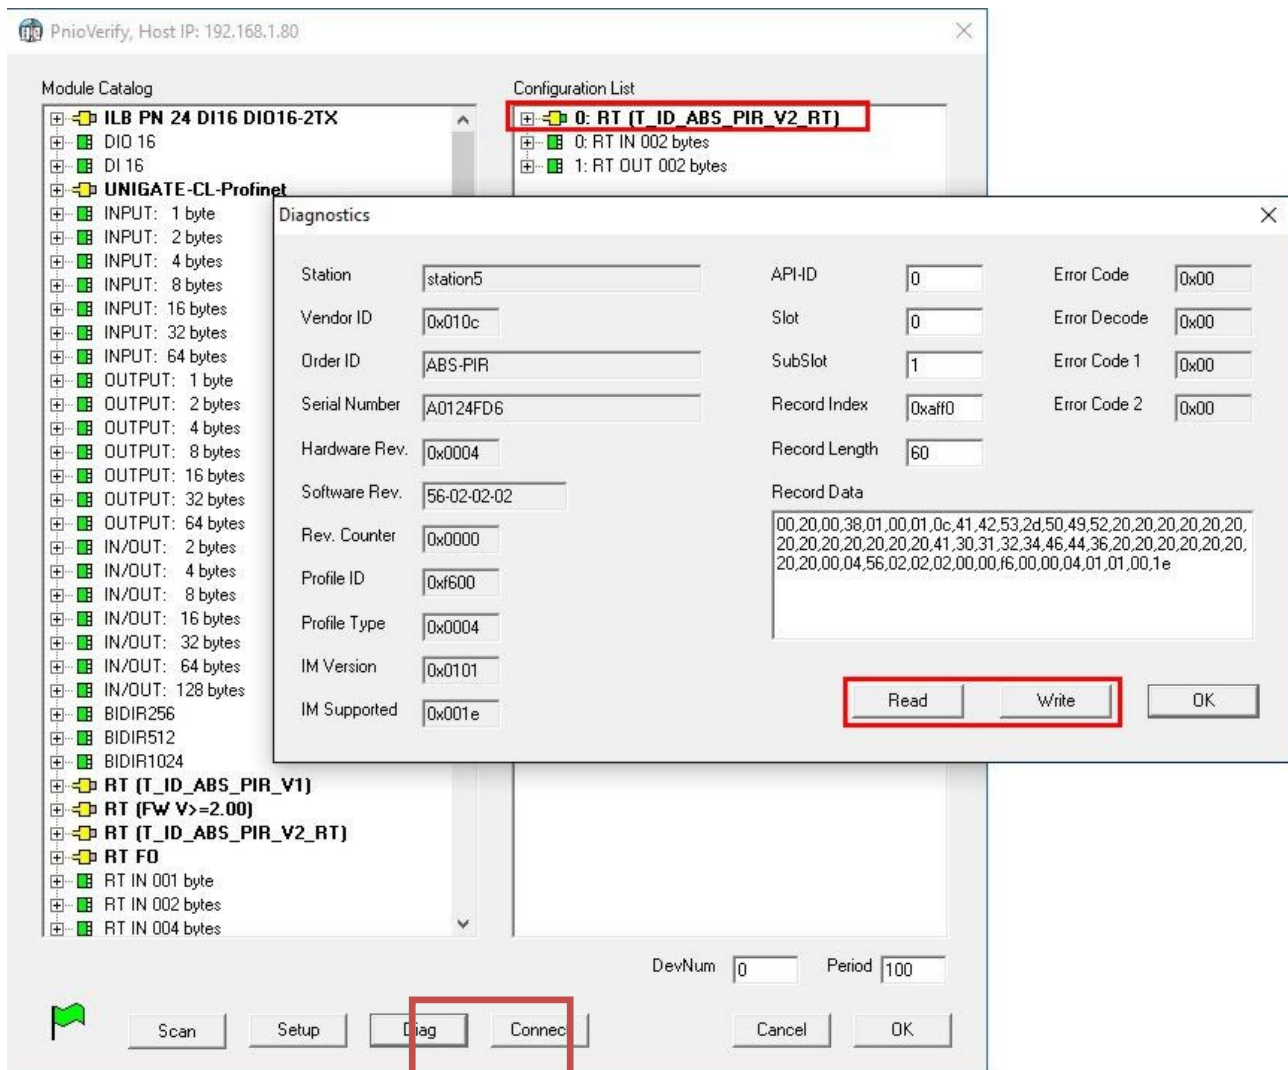 PnioVerify, Host IP: 192.168.1.80
Module Catalog
ILB PN 24 DI16 DIO16-2TX
DIO 16
DI 16
UNIGATE-CL-Profinet
INPUT: 1 byte
INPUT: 2 bytes
INPUT: 4 bytes
INPUT: 8 bytes
INPUT: 16 bytes
INPUT: 32 bytes
INPUT: 64 bytes
OUTPUT: 1 byte
OUTPUT: 2 bytes
OUTPUT: 4 bytes
OUTPUT: 8 bytes
OUTPUT: 16 bytes
OUTPUT: 32 bytes
OUTPUT: 64 bytes
IN/OUT: 2 bytes
IN/OUT: 4 bytes
IN/OUT: 8 bytes
IN/OUT: 16 bytes
IN/OUT: 32 bytes
IN/OUT: 64 bytes
IN/OUT: 128 bytes
BIDIR256
BIDIR512
BIDIR1024
RT (T_ID_ABS_PIR_V1)
RT (FW V>=2.00)
RT (T_ID_ABS_PIR_V2_RT)
RT FO
RT IN 001 byte
RT IN 002 bytes
RT IN 004 bytes
Configuration List
0: RT (T_ID_ABS_PIR_V2_RT)
0: RT IN 002 bytes
1: RT OUT 002 bytes
Diagnostics
Station station5
Vendor ID 0x010c
Order ID ABS-PIR
Serial Number A0124FD6
Hardware Rev. 0x0004
Software Rev. 56-02-02-02
Rev. Counter 0x0000
Profile ID 0xf600
Profile Type 0x0004
IM Version 0x0101
IM Supported 0x001e
API-ID 0
Slot 0
SubSlot 1
Record Index 0xaff0
Record Length 60
Error Code 0x00
Error Decode 0x00
Error Code 1 0x00
Error Code 2 0x00
Record Data
00,20,00,38,01,00,01,0c,41,42,53,2d,50,49,52,20,20,20,20,20,20,
20,20,20,20,20,20,20,41,30,31,32,34,46,44,36,20,20,20,20,20,20,
20,20,00,04,56,02,02,02,00,00,f6,00,00,04,01,01,00,1e
Read Write OK
DevNum 0 Period 100
Scan Setup Diag Connect Cancel OK